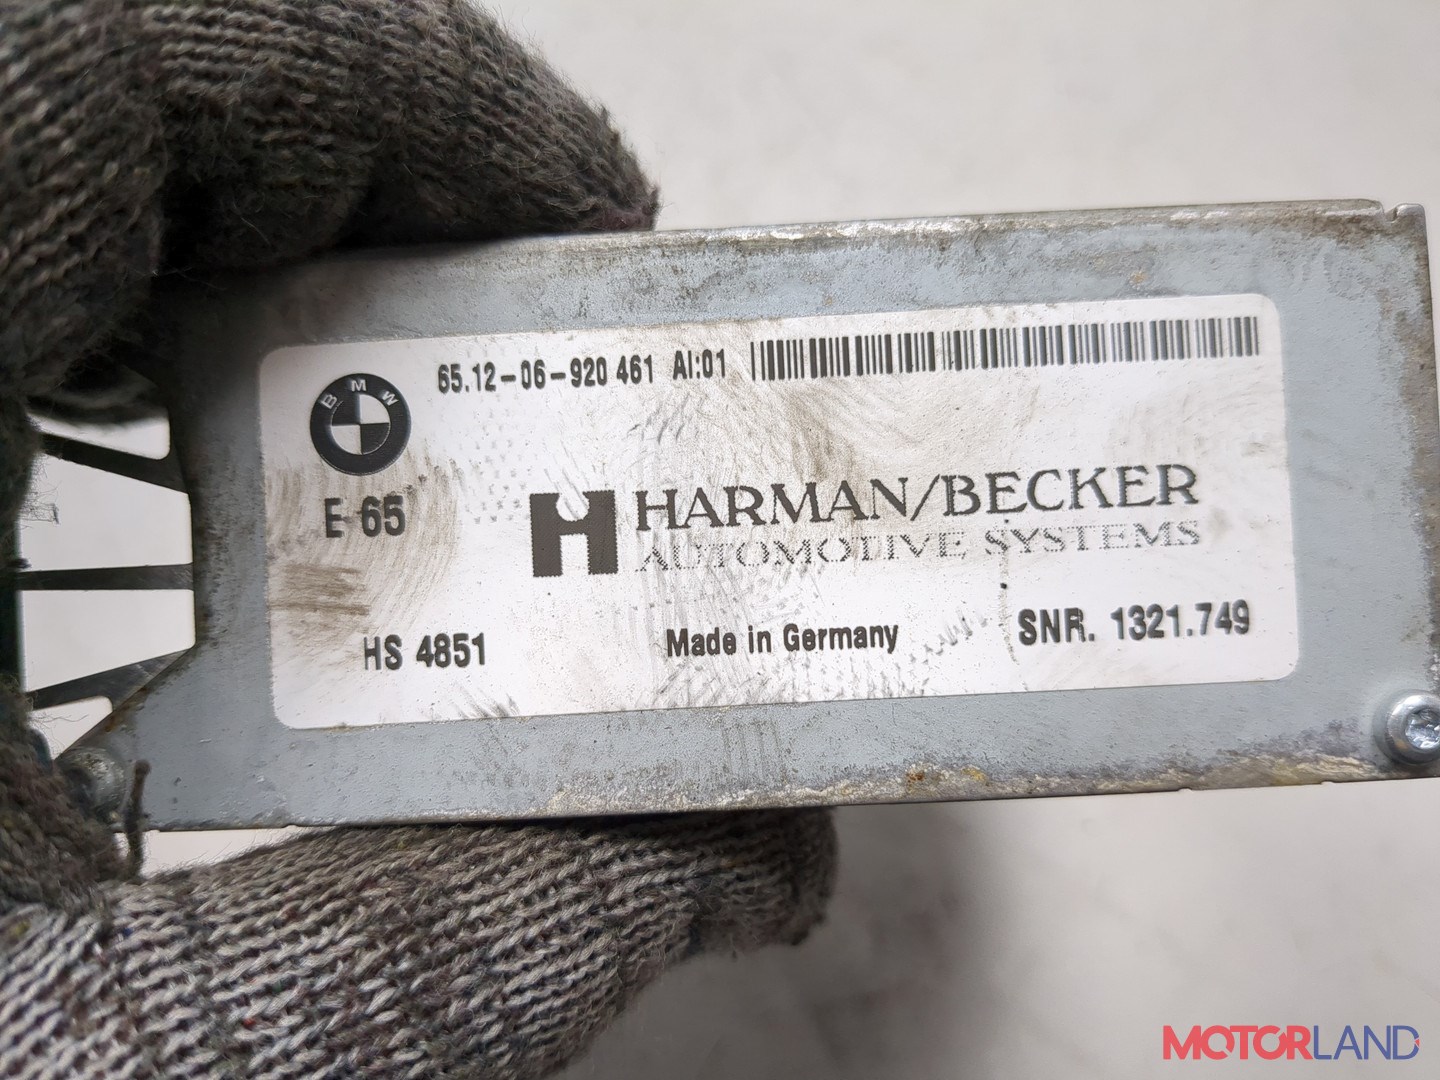 65.12-06-920 461 AI:01
BMW
E-65
HARMAN/BECKER
AUTOMOTIVE SYSTEMS
HS 4851
Made in Germany
SNR. 1321.749
MOTORLAND